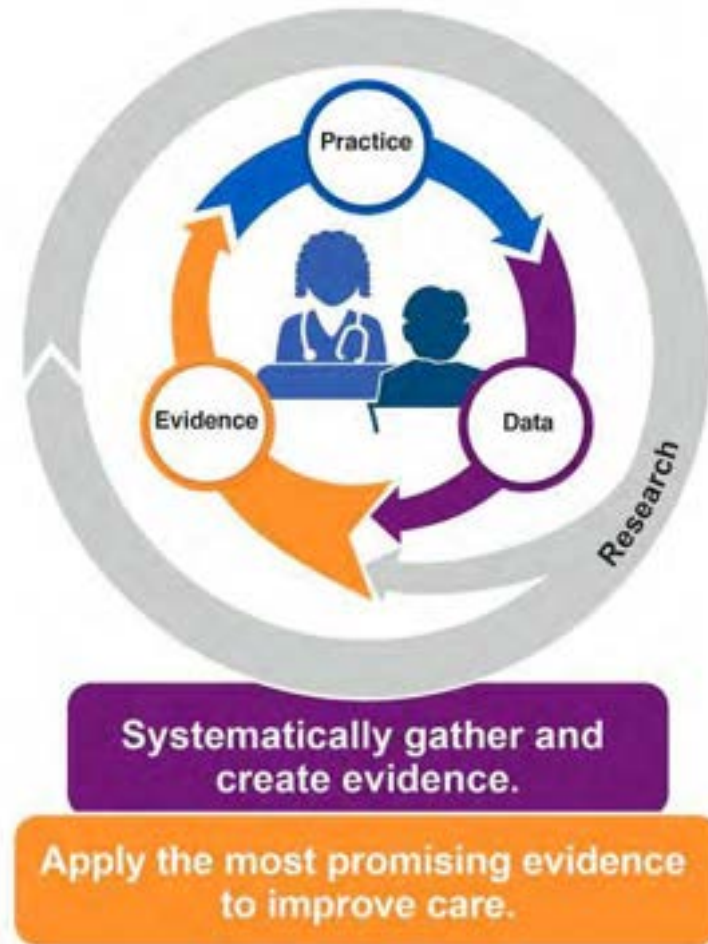 Practice
Evidence
Data
Research
Systematically gather and
create evidence.
Apply the most promising evidence
to improve care.